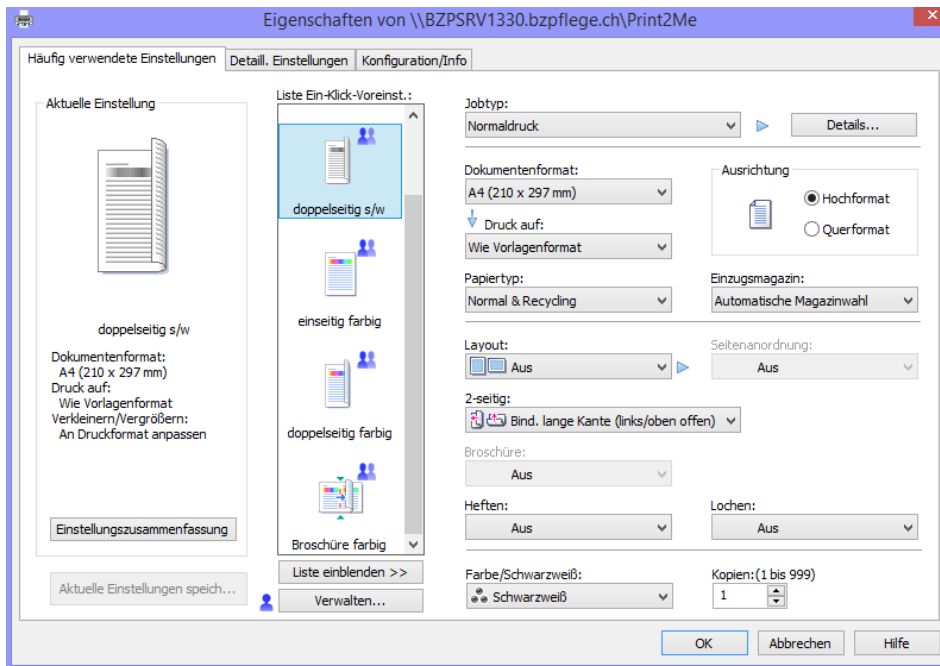 Eigenschaften von \\BZPSRV1330.bzpflege.ch\Print2Me
Häufig verwendete Einstellungen
Detaill. Einstellungen
Konfiguration/Info
Aktuelle Einstellung
doppelseitig s/w
Dokumentenformat:
A4 (210 x 297 mm)
Druck auf:
Wie Vorlagenformat
Verkleinern/Vergrößern:
An Druckformat anpassen
Einstellungszusammenfassung
Aktuelle Einstellungen speich...
Liste Ein-Klick-Voreinst.:
doppelseitig s/w
einseitig farbig
doppelseitig farbig
Broschüre farbig
Liste einblenden >>
Verwalten...
Jobtyp:
Normaldruck
Details...
Dokumentenformat:
A4 (210 x 297 mm)
Druck auf:
Wie Vorlagenformat
Ausrichtung
Hochformat
Querformat
Papiertyp:
Normal & Recycling
Einzugsmagazin:
Automatische Magazinwahl
Layout:
Aus
Seitenanordnung:
Aus
2-seitig:
Bind. lange Kante (links/oben offen)
Broschüre:
Aus
Heften:
Aus
Lochen:
Aus
Farbe/Schwarzweiß:
Schwarzweiß
Kopien:(1 bis 999)
1
OK
Abbrechen
Hilfe